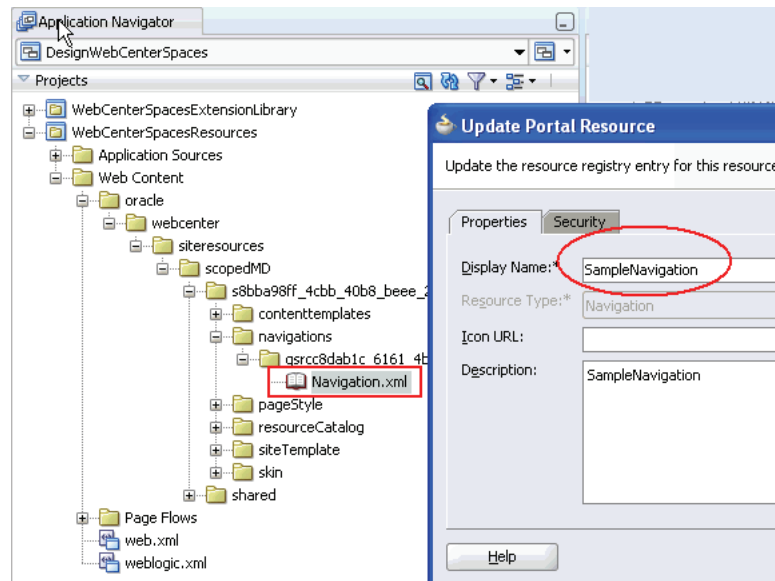 Application Navigator
DesignWebCenterSpaces
Projects
WebCenterSpacesExtensionLibrary
WebCenterSpacesResources
Application Sources
Web Content
oracle
webcenter
siteresources
scopedMD
s8bba98ff_4cbb_40b8_beee_2
contenttemplates
navigations
gsrcc8dab1c_6161_4b
Navigation.xml
pageStyle
resourceCatalog
siteTemplate
skin
shared
Page Flows
web.xml
weblogic.xml
Update Portal Resource
Update the resource registry entry for this resource
Properties Security
Display Name:* SampleNavigation
Resource Type:* Navigation
Icon URL:
Description: SampleNavigation
Help